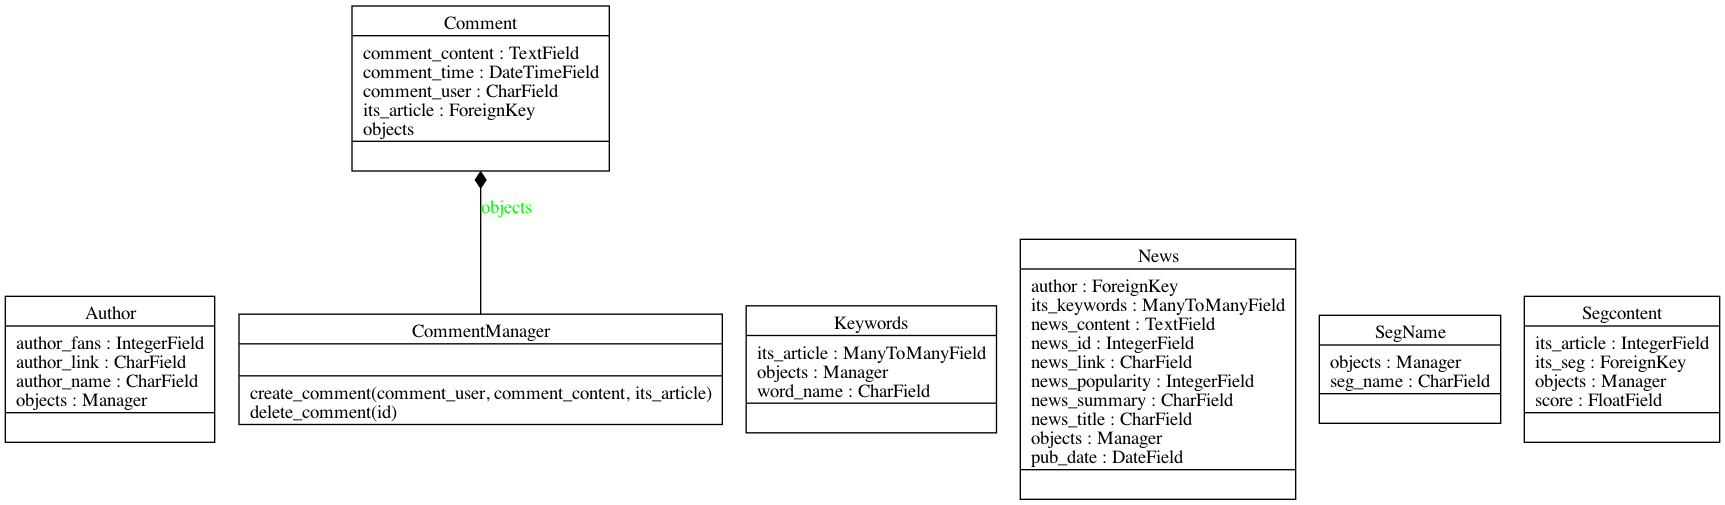 Comment
comment_content : TextField
comment_time : DateTimeField
comment_user : CharField
its_article : ForeignKey
objects
objects
Author
author_fans : IntegerField
author_link : CharField
author_name : CharField
objects : Manager
CommentManager
create_comment(comment_user, comment_content, its_article)
delete_comment(id)
Keywords
its_article : ManyToManyField
objects : Manager
word_name : CharField
News
author : ForeignKey
its_keywords : ManyToManyField
news_content : TextField
news_id : IntegerField
news_link : CharField
news_popularity : IntegerField
news_summary : CharField
news_title : CharField
objects : Manager
pub_date : DateField
SegName
objects : Manager
seg_name : CharField
Segcontent
its_article : IntegerField
its_seg : ForeignKey
objects : Manager
score : FloatField